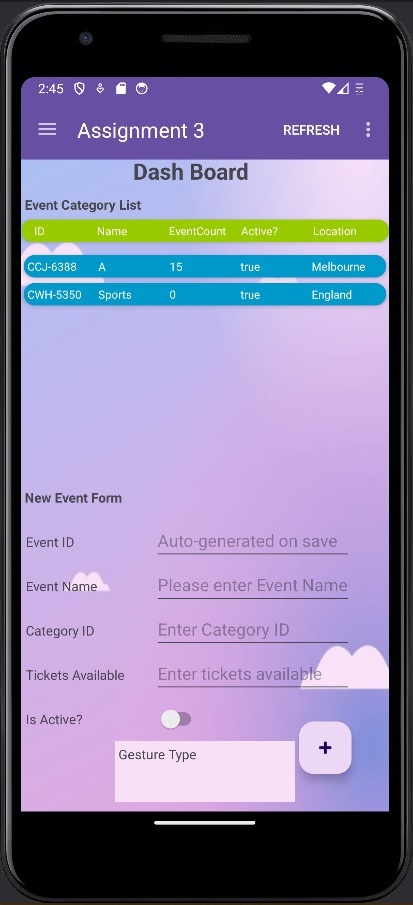 2:45
Assignment 3 REFRESH
Dash Board
Event Category List
ID Name EventCount Active? Location
CCJ-6388 A 15 true Melbourne
CWH-5350 Sports 0 true England
New Event Form
Event ID Auto-generated on save
Event Name Please enter Event Name
Category ID Enter Category ID
Tickets Available Enter tickets available
Is Active?
Gesture Type
+